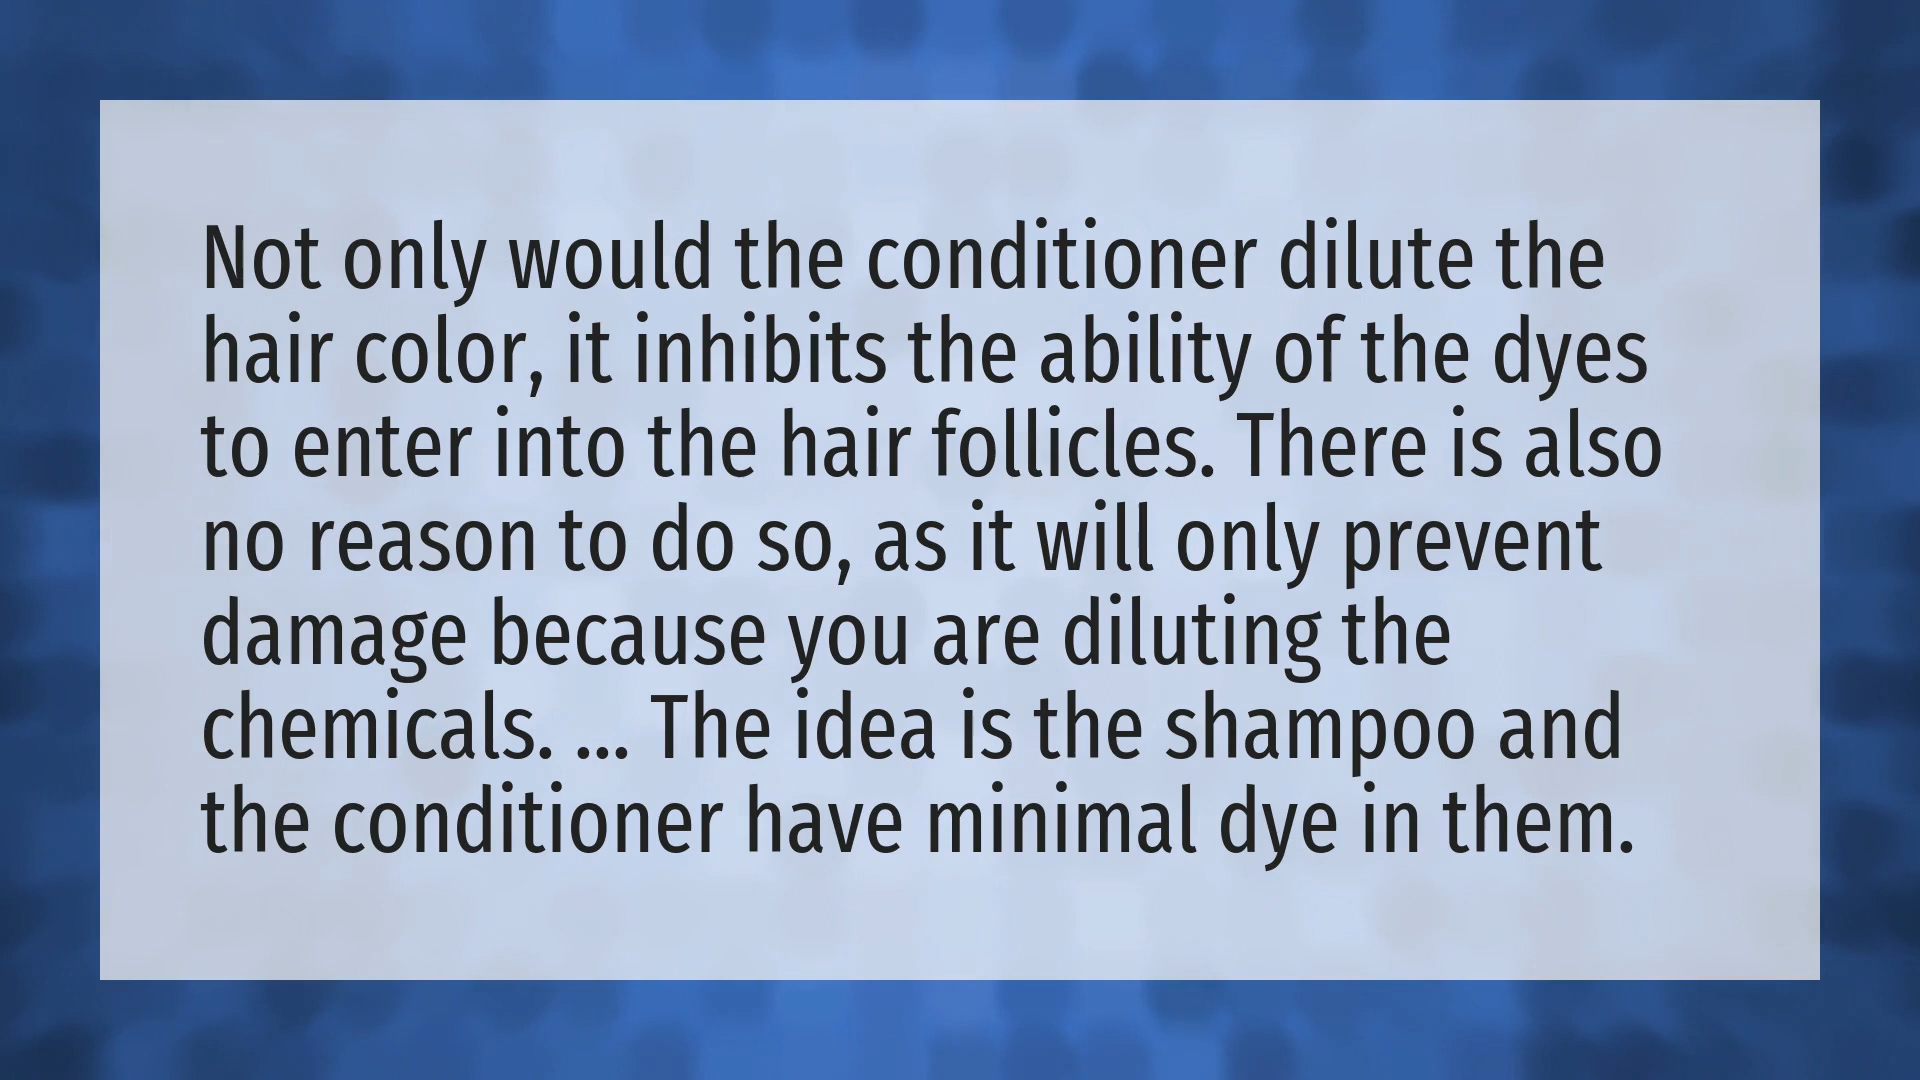 Not only would the conditioner dilute the
hair color, it inhibits the ability of the dyes
to enter into the hair follicles. There is also
no reason to do so, as it will only prevent
damage because you are diluting the
chemicals. ... The idea is the shampoo and
the conditioner have minimal dye in them.